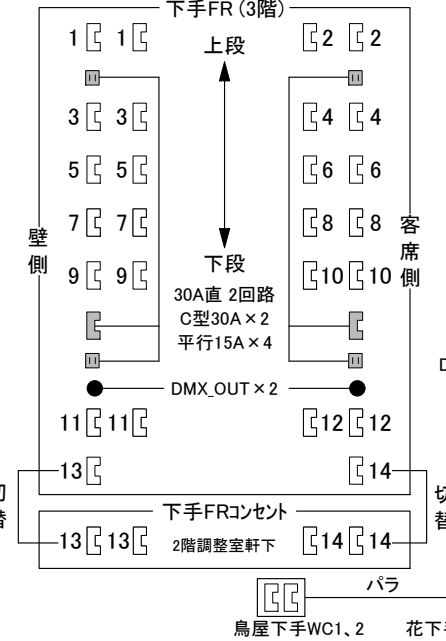 下手FR(3階)
1 1 2 2
上段
3 3 4 4
5 5 6 6
7 7 8 8
壁側
客席側
下段
9 9 10 10
30A直 2回路
C型30A×2
平行15A×4
DMX_OUT×2
11 11 12 12
13 14
切替
下手FRコンセント
13 13 14 14
2階調整室軒下
パラ
鳥屋下手WC1、2